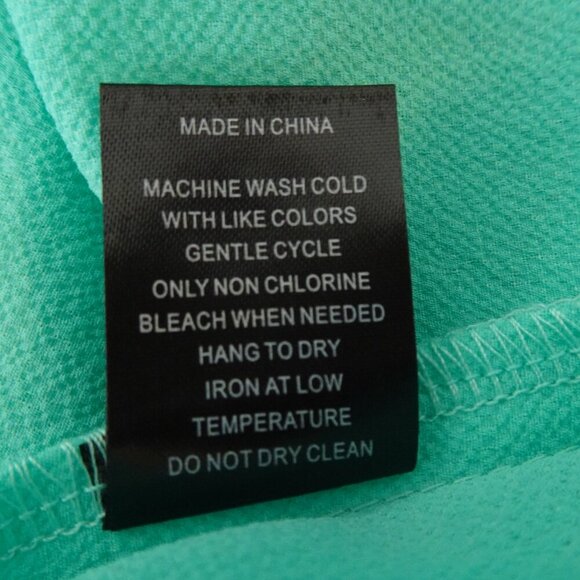 MADE IN CHINA
MACHINE WASH COLD
WITH LIKE COLORS
GENTLE CYCLE
ONLY NON CHLORINE
BLEACH WHEN NEEDED
HANG TO DRY
IRON AT LOW
TEMPERATURE
DO NOT DRY CLEAN